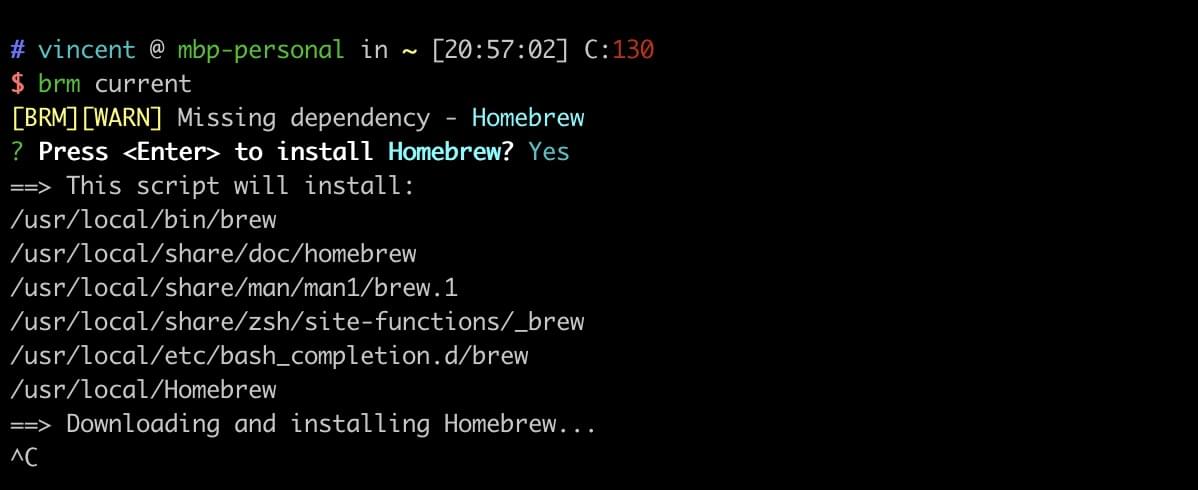 # vincent @ mbp-personal in ~ [20:57:02] C:130
$ brm current
[BRM][WARN] Missing dependency - Homebrew
? Press <Enter> to install Homebrew? Yes
==> This script will install:
/usr/local/bin/brew
/usr/local/share/doc/homebrew
/usr/local/share/man/man1/brew.1
/usr/local/share/zsh/site-functions/_brew
/usr/local/etc/bash_completion.d/brew
/usr/local/Homebrew
==> Downloading and installing Homebrew...
^C